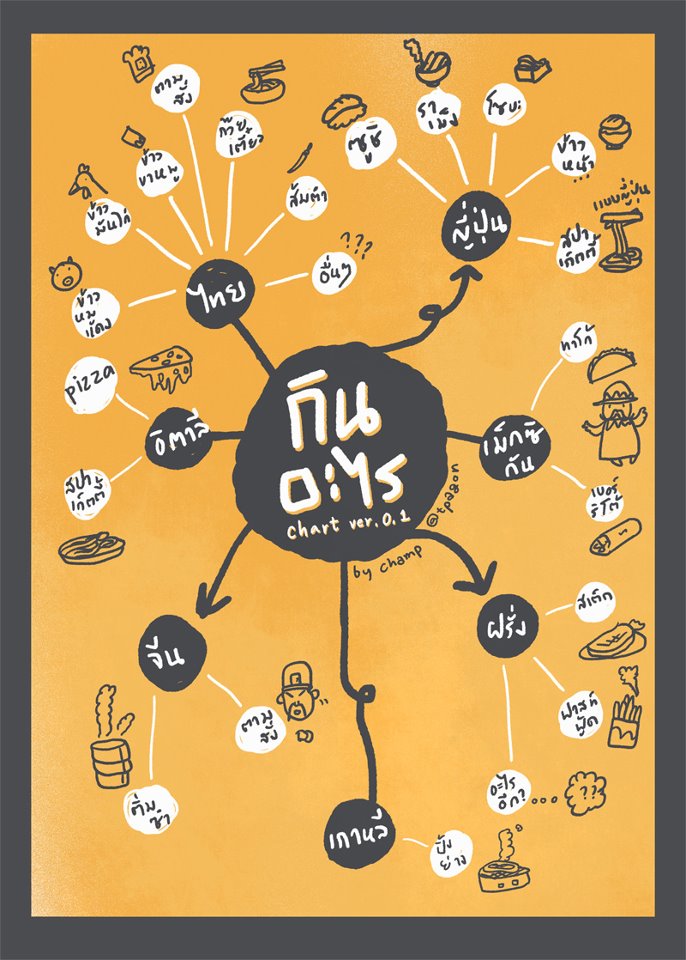 กิน
อะไร
chart ver.0.1
by champ
@tpagon
ไทย
ตาม
สั่ง
ก๋วย
เตี๋ยว
ข้าว
ขาหมู
ข้าว
มันไก่
ข้าว
หมู
แดง
ส้มตำ
อื่นๆ
???
ญี่ปุ่น
ซูชิ
รา
เม็ง
โซบะ
ข้าว
หน้า
...
สปา
เก็ตตี้
แบบญี่ปุ่น
อิตาลี
pizza
สปา
เก็ตตี้
เม็กซิ
กัน
ทาโก้
เบอร์
ริโต้
จีน
ตาม
สั่ง
ติ่ม
ซำ
เกาหลี
ปิ้ง
ย่าง
ฝรั่ง
สเต็ก
ฟาสท์
ฟู้ด
อะไร
อีก?
...
??